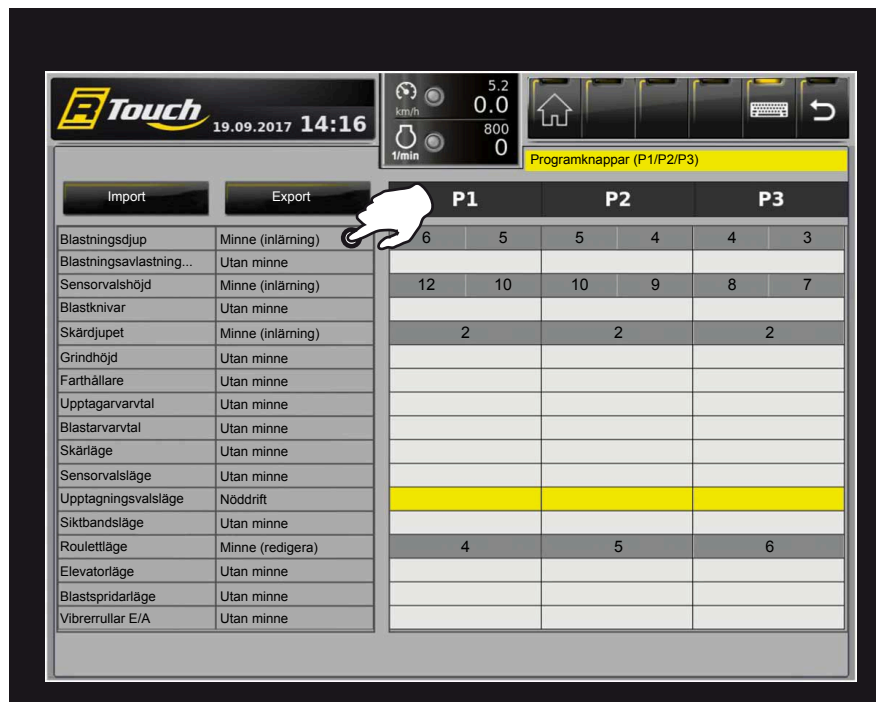 R Touch
19.09.2017 14:16
km/h
5.2
0.0
1/min
800
0
Programknappar (P1/P2/P3)
Import Export P1 P2 P3
Blastningsdjup Minne (inlärning) 6 5 5 4 4 3
Blastningsavlastning... Utan minne
Sensorvalshöjd Minne (inlärning) 12 10 10 9 8 7
Blastknivar Utan minne
Skärdjupet Minne (inlärning) 2 2 2
Grindhöjd Utan minne
Farthållare Utan minne
Upptagarvarvtal Utan minne
Blastarvarvtal Utan minne
Skärläge Utan minne
Sensorvalsläge Utan minne
Upptagningsvalsläge Nöddrift
Siktbandsläge Utan minne
Roulettläge Minne (redigera) 4 5 6
Elevatorläge Utan minne
Blastspridarläge Utan minne
Vibrerrullar E/A Utan minne